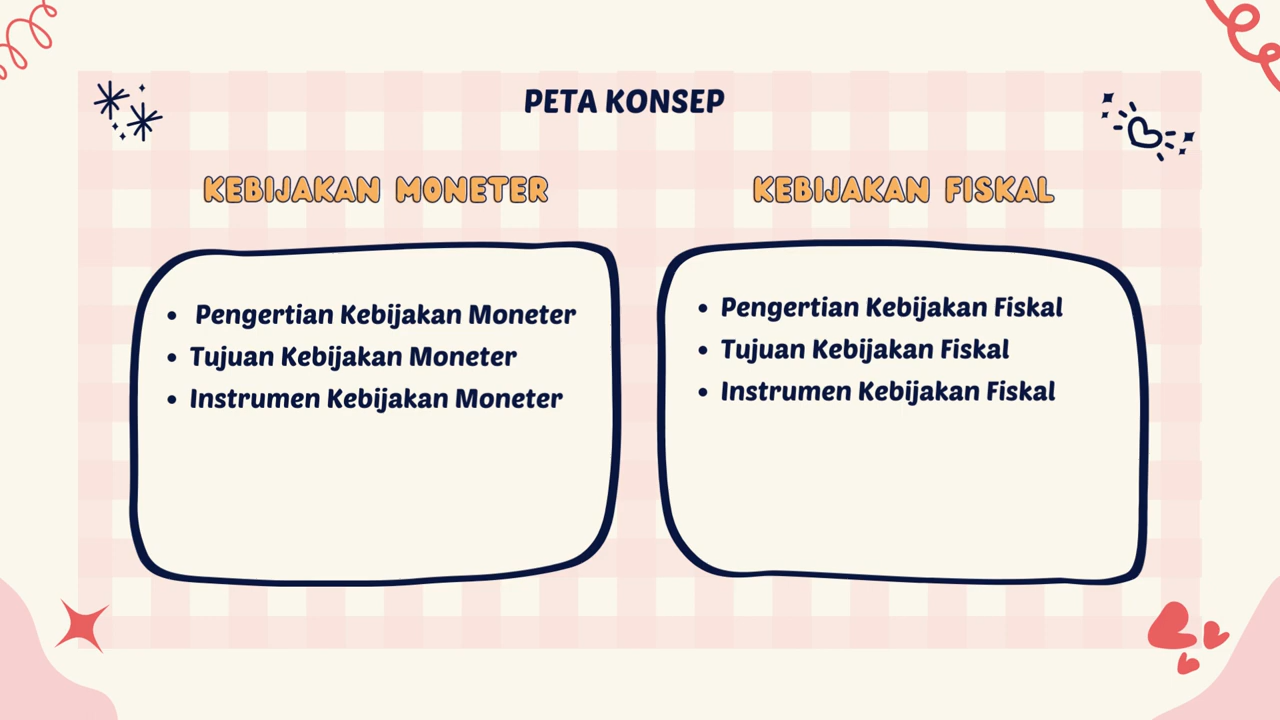 PETA KONSEP
KEBIJAKAN MONETER
• Pengertian Kebijakan Moneter
• Tujuan Kebijakan Moneter
• Instrumen Kebijakan Moneter
KEBIJAKAN FISKAL
• Pengertian Kebijakan Fiskal
• Tujuan Kebijakan Fiskal
• Instrumen Kebijakan Fiskal